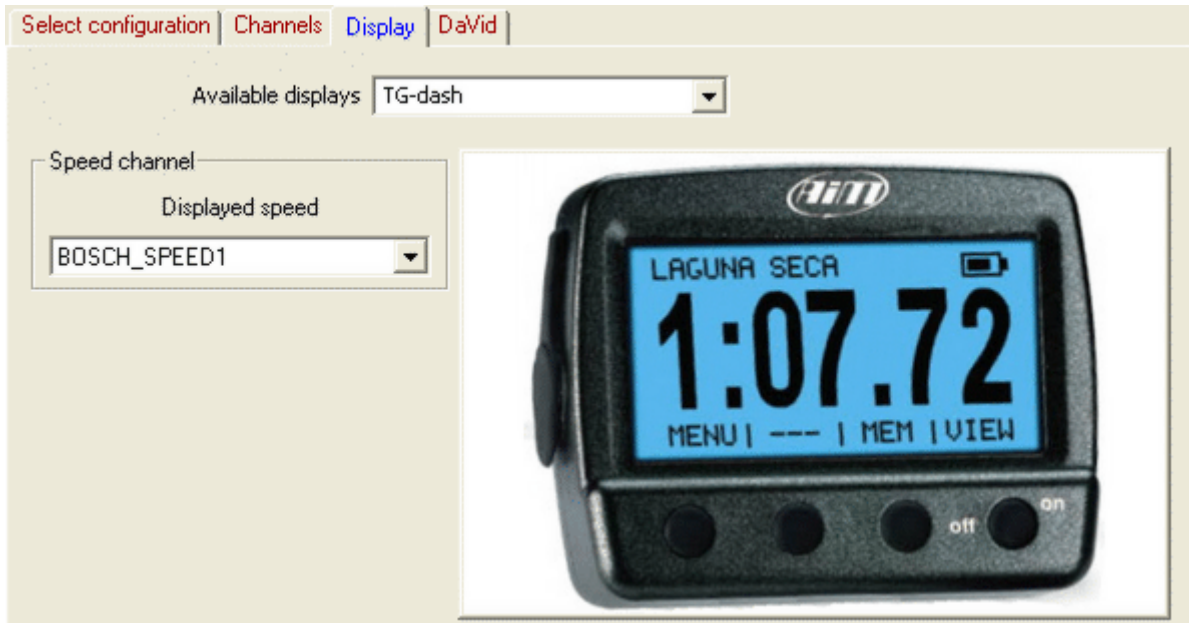 Select configuration Channels Display DaVid
Available displays TG-dash
Speed channel
Displayed speed
BOSCH_SPEED1
AiM
LAGUNA SECA
1:07.72
MENU| --- | MEM |VIEW
off on